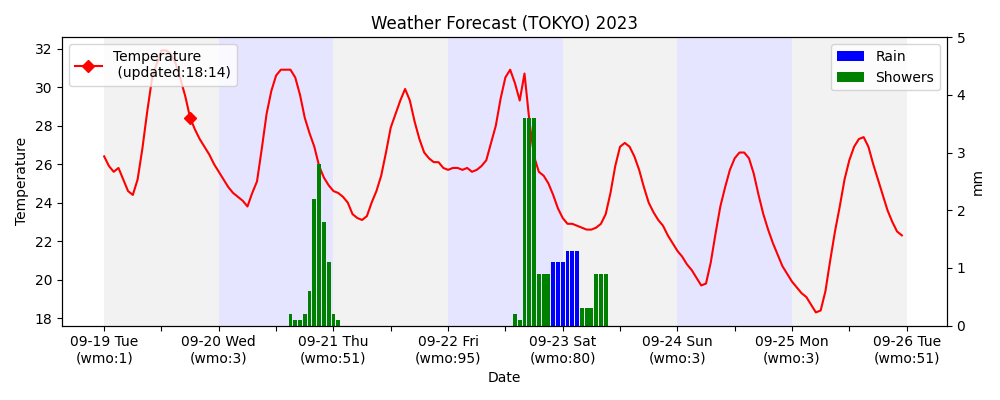 Weather Forecast (TOKYO) 2023
Temperature
(updated:18:14)
Rain
Showers
Temperature
32
30
28
26
24
22
20
18
5
4
3
2
1
0
mm
09-19 Tue
(wmo:1)
09-20 Wed
(wmo:3)
09-21 Thu
(wmo:51)
09-22 Fri
(wmo:95)
09-23 Sat
(wmo:80)
09-24 Sun
(wmo:3)
09-25 Mon
(wmo:3)
09-26 Tue
(wmo:51)
Date